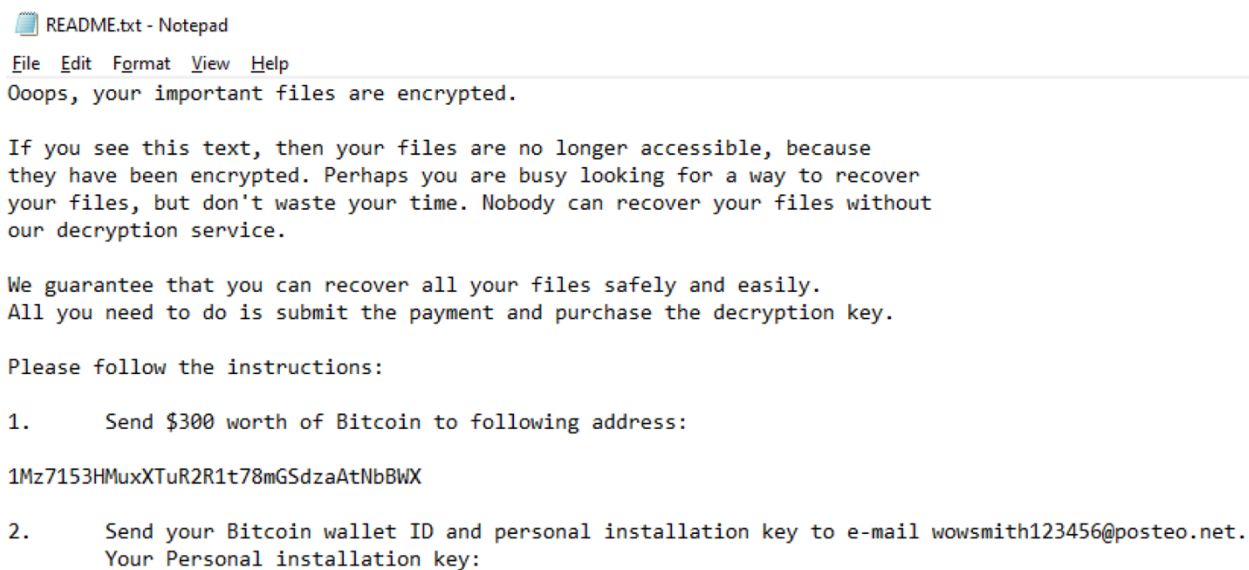 README.txt - Notepad
File Edit Format View Help
Ooops, your important files are encrypted.
If you see this text, then your files are no longer accessible, because
they have been encrypted. Perhaps you are busy looking for a way to recover
your files, but don't waste your time. Nobody can recover your files without
our decryption service.
We guarantee that you can recover all your files safely and easily.
All you need to do is submit the payment and purchase the decryption key.
Please follow the instructions:
1. Send $300 worth of Bitcoin to following address:
1Mz7153HMuxXTuR2R1t78mGSdzaAtNbBWX
2. Send your Bitcoin wallet ID and personal installation key to e-mail wowsmith123456@posteo.net.
Your Personal installation key: